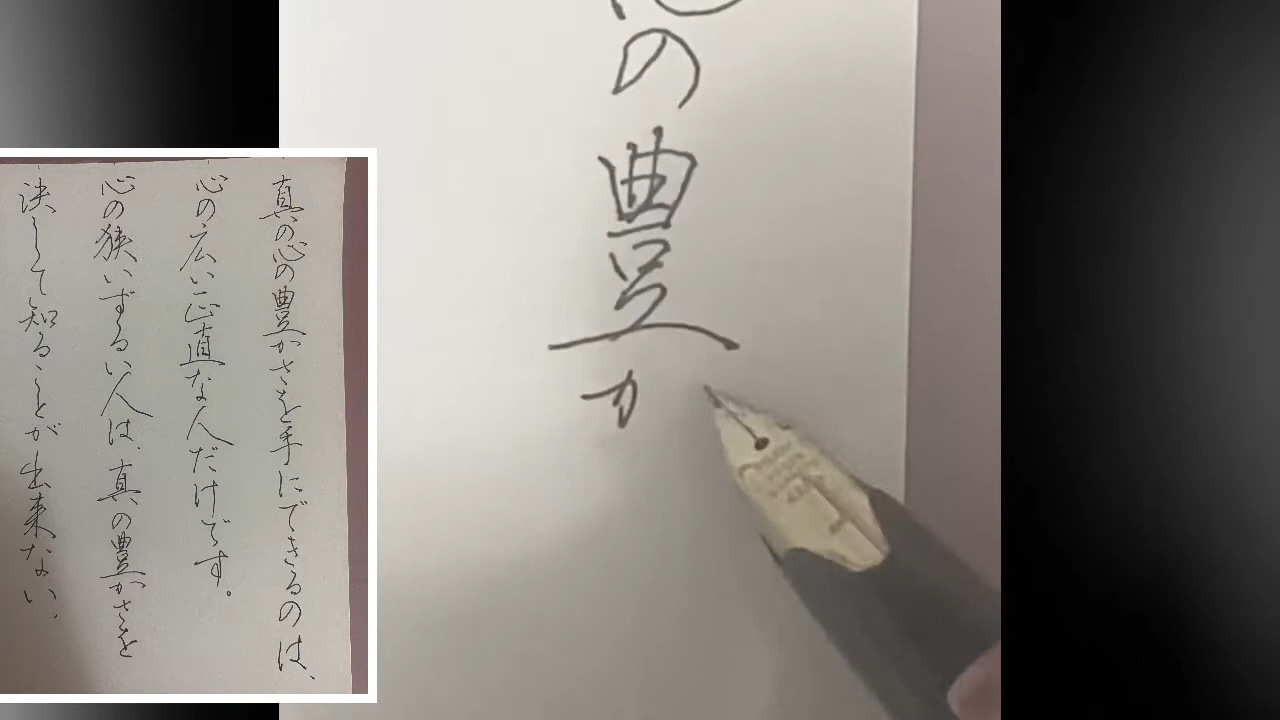 真の心の豊かさを手にできるのは、
心の広い正直な人だけです。
心の狭いずるい人は、真の豊かさを
決して知ることが出来ない、
の豊か